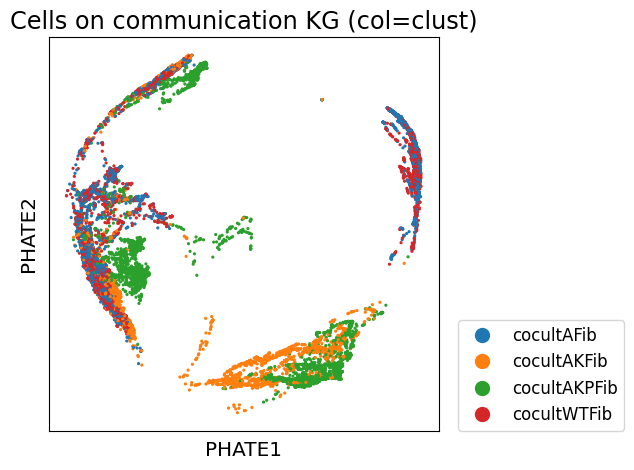 Cells on communication KG (col=clust)
PHATE2
PHATE1
cocultAFib
cocultAKFib
cocultAKPFib
cocultWTFib